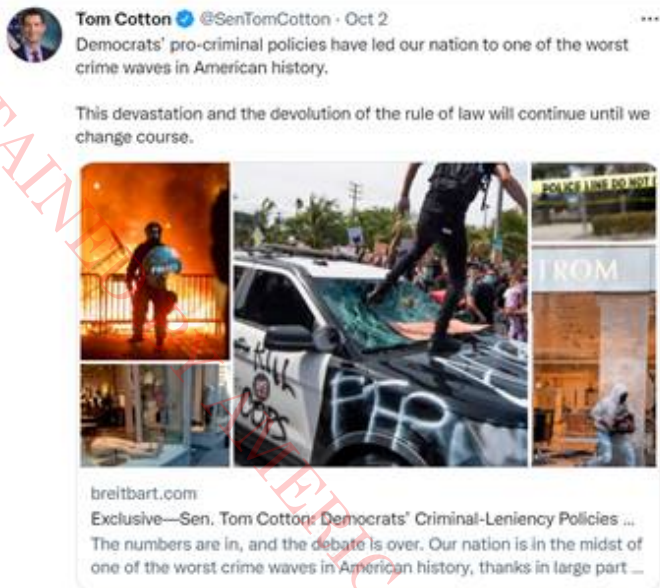 Tom Cotton @SenTomCotton · Oct 2
Democrats' pro-criminal policies have led our nation to one of the worst
crime waves in American history.
This devastation and the devolution of the rule of law will continue until we
change course.
POLICE LINE DO NOT
TROM
POLICE
KILL
COPS
breitbart.com
Exclusive—Sen. Tom Cotton: Democrats' Criminal-Leniency Policies ...
The numbers are in, and the debate is over. Our nation is in the midst of
one of the worst crime waves in American history, thanks in large part ...